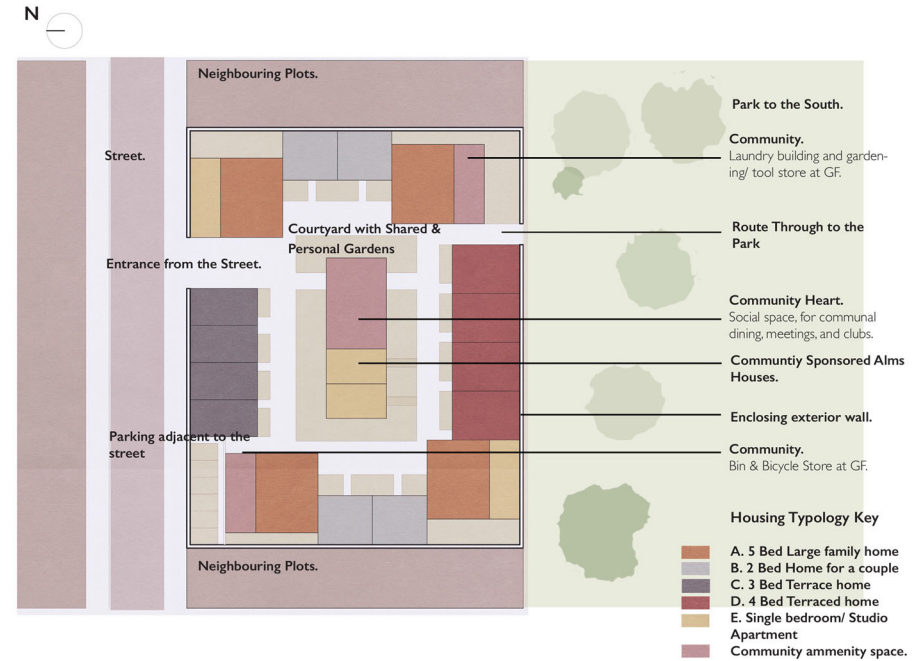 N
Neighbouring Plots.
Park to the South.
Community.
Laundry building and garden-
ing/ tool store at GF.
Street.
Courtyard with Shared &
Personal Gardens
Route Through to the
Park
Entrance from the Street.
Community Heart.
Social space, for communal
dining, meetings, and clubs.
Communtiy Sponsored Alms
Houses.
Enclosing exterior wall.
Parking adjacent to the
street
Community.
Bin & Bicycle Store at GF.
Neighbouring Plots.
Housing Typology Key
A. 5 Bed Large family home
B. 2 Bed Home for a couple
C. 3 Bed Terrace home
D. 4 Bed Terraced home
E. Single bedroom/ Studio
Apartment
Community ammenity space.